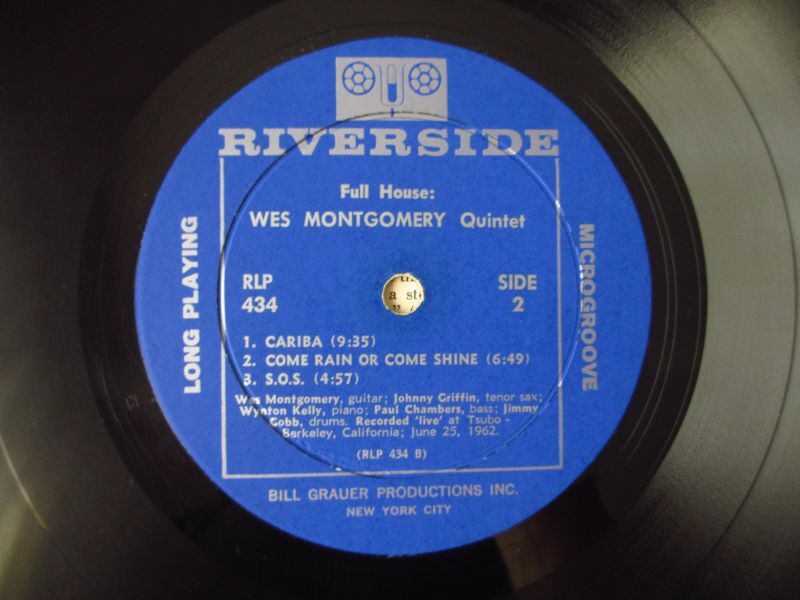 RIVERSIDE
Full House:
WES MONTGOMERY Quintet
LONG PLAYING
MICROGROOVE
RLP
434
SIDE
2
a st
1. CARIBA (9:35)
2. COME RAIN OR COME SHINE (6:49)
3. S.O.S. (4:57)
Wes Montgomery, guitar; Johnny Griffin, tenor sax;
Wynton Kelly, piano; Paul Chambers, bass; Jimmy
Cobb, drums. Recorded 'live' at Tsubo -
Berkeley, California; June 25, 1962.
(RLP 434 B)
BILL GRAUER PRODUCTIONS INC.
NEW YORK CITY